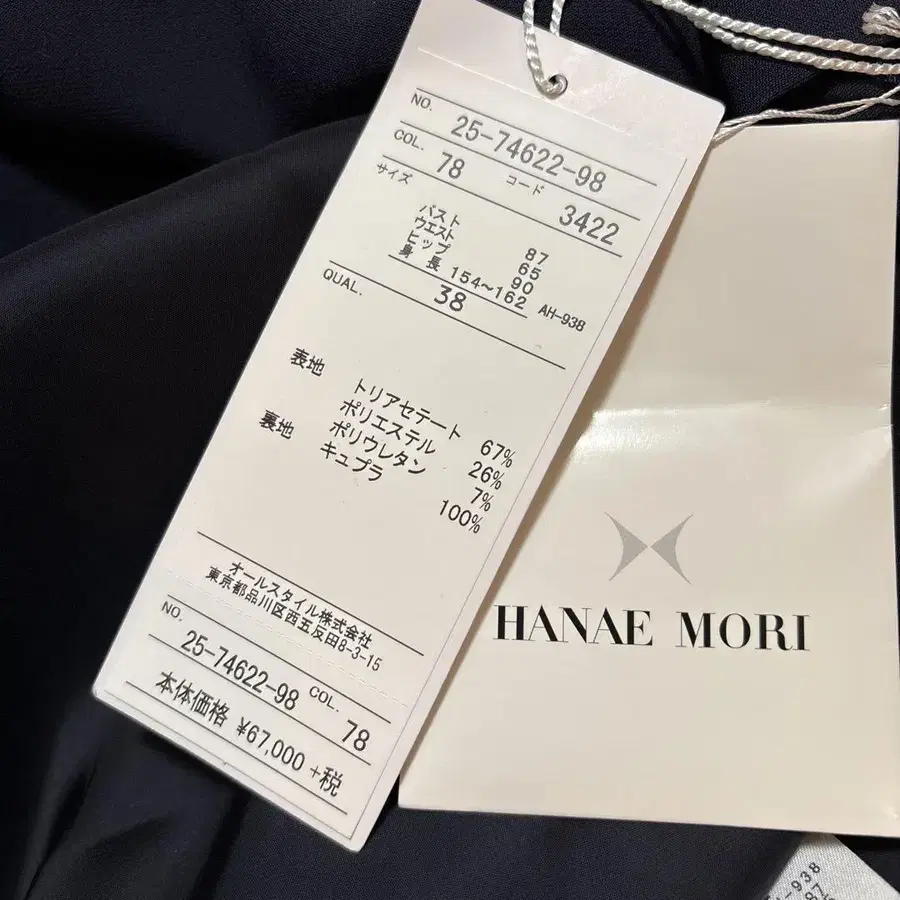 NO. 25-74622-98
COL. 78 コード 3422
サイズ
バスト 87
ウエスト 65
ヒップ 90
身長 154〜162
38 AH-938
QUAL.
表地 トリアセテート 67%
ポリエステル 26%
ポリウレタン 7%
裏地 キュプラ 100%
オールスタイル株式会社
東京都品川区西五反田8-3-15
NO. 25-74622-98 COL. 78
本体価格 ¥67,000 +税
HANAE MORI
-938
87